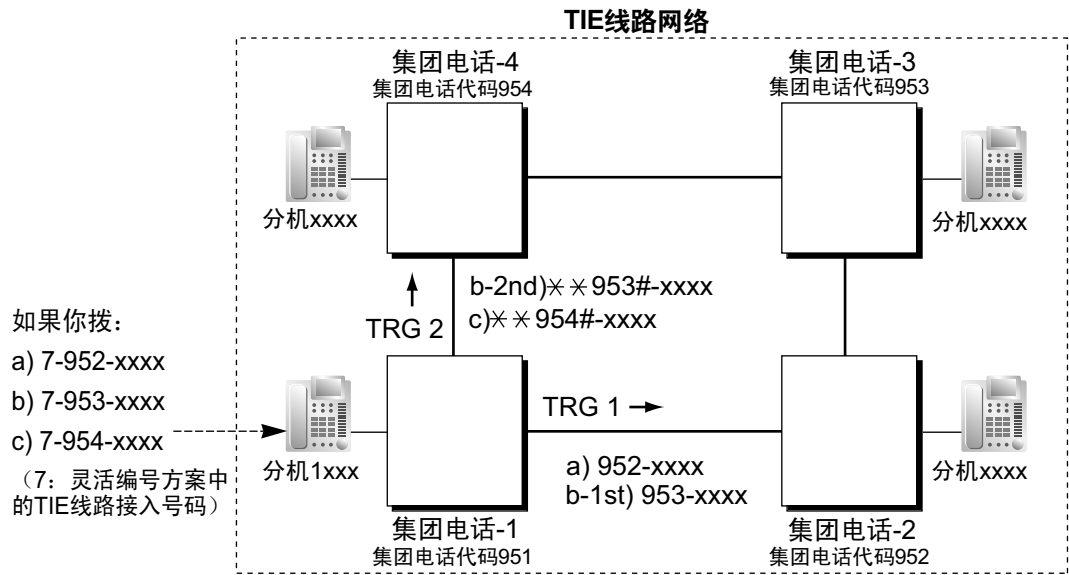 TIE线路网络
集团电话-4
集团电话代码954
集团电话-3
集团电话代码953
分机xxxx
分机xxxx
b-2nd)＊＊953#-xxxx
c)＊＊954#-xxxx
TRG 2
如果你拨：
a) 7-952-xxxx
b) 7-953-xxxx
c) 7-954-xxxx
（7：灵活编号方案中
的TIE线路接入号码）
TRG 1
分机1xxx
a) 952-xxxx
b-1st) 953-xxxx
分机xxxx
集团电话-1
集团电话代码951
集团电话-2
集团电话代码952